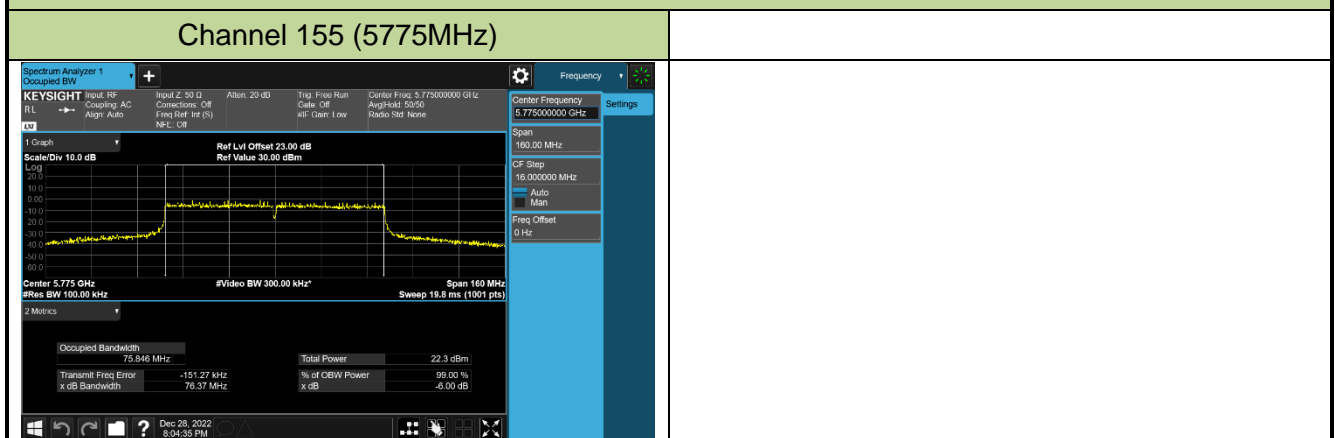 Channel 155 (5775MHz)
Spectrum Analyzer 1
Occupied BW
Frequency
KEYSIGHT
RL
LXI
Input: RF
Coupling: AC
Align: Auto
Input Z: 50 Ω
Corrections: Off
Freq Ref: Int (S)
NFE: Off
Atten: 20 dB
Trig: Free Run
Gate: Off
#IF Gain: Low
Center Freq: 5.775000000 GHz
Avg|Hold: 50/50
Radio Std: None
Center Frequency
5.775000000 GHz
Settings
Span
160.00 MHz
CF Step
16.000000 MHz
Auto
Man
Freq Offset
0 Hz
1 Graph
Scale/Div 10.0 dB
Ref Lvl Offset 23.00 dB
Ref Value 30.00 dBm
Log
20.0
10.0
0.00
-10.0
-20.0
-30.0
-40.0
-50.0
-60.0
Center 5.775 GHz
#Video BW 300.00 kHz*
Span 160 MHz
#Res BW 100.00 kHz
Sweep 19.8 ms (1001 pts)
2 Metrics
Occupied Bandwidth
75.846 MHz
Total Power 22.3 dBm
Transmit Freq Error -151.27 kHz
% of OBW Power 99.00 %
x dB Bandwidth 76.37 MHz
x dB -6.00 dB
?
Dec 28, 2022
8:04:35 PM